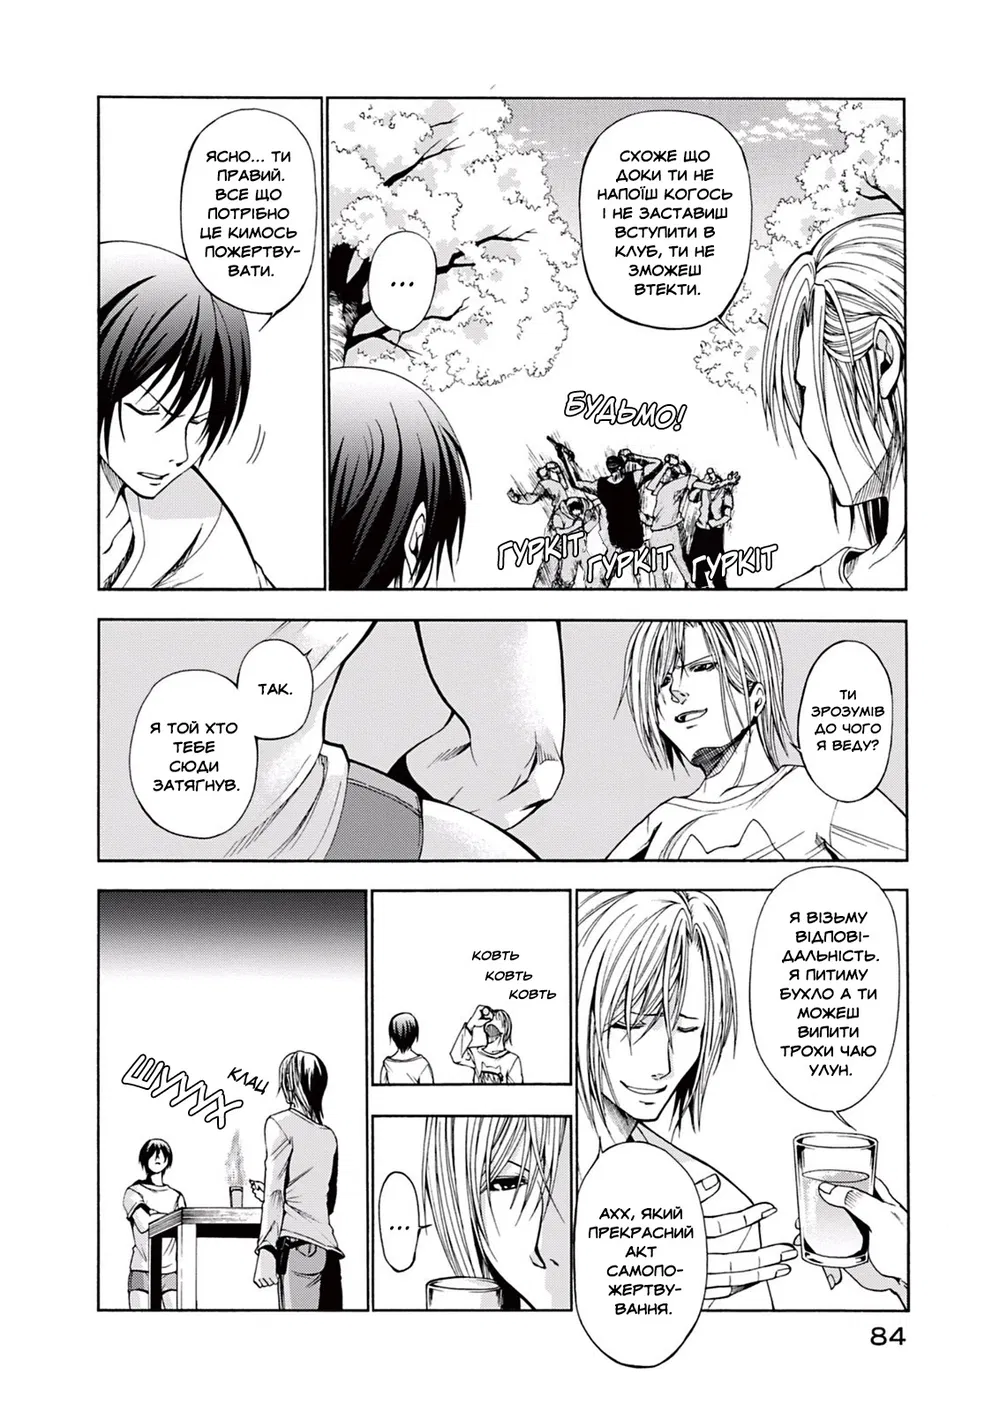 СХОЖЕ ЩО
ДОКИ ТИ НЕ
НАПОЇШ КОГОСЬ
І НЕ ЗАСТАВИШ
ВСТУПИТИ В
КЛУБ, ТИ НЕ
ЗМОЖЕШ
ВТЕКТИ.
...
БУДЬМО!
ГУРКІТ
ГУРКІТ
ГУРКІТ
ЯСНО... ТИ
ПРАВИЙ.
ВСЕ ЩО
ПОТРІБНО
ЦЕ КИМОСЬ
ПОЖЕРТВУ-
ВАТИ.
ТИ
ЗРОЗУМІВ
ДО ЧОГО
Я ВЕДУ?
ТАК.
Я ТОЙ ХТО
ТЕБЕ
СЮДИ
ЗАТЯГНУВ.
Я ВІЗЬМУ
ВІДПОВІ-
ДАЛЬНІСТЬ.
Я ПИТИМУ
БУХЛО А ТИ
МОЖЕШ
ВИПИТИ
ТРОХИ ЧАЮ
УЛУН.
АХХ, ЯКИЙ
ПРЕКРАСНИЙ
АКТ
САМОПО-
ЖЕРТВУ-
ВАННЯ.
КОВТЬ
КОВТЬ
КОВТЬ
...
КЛАЦ
ШУУУХ
84